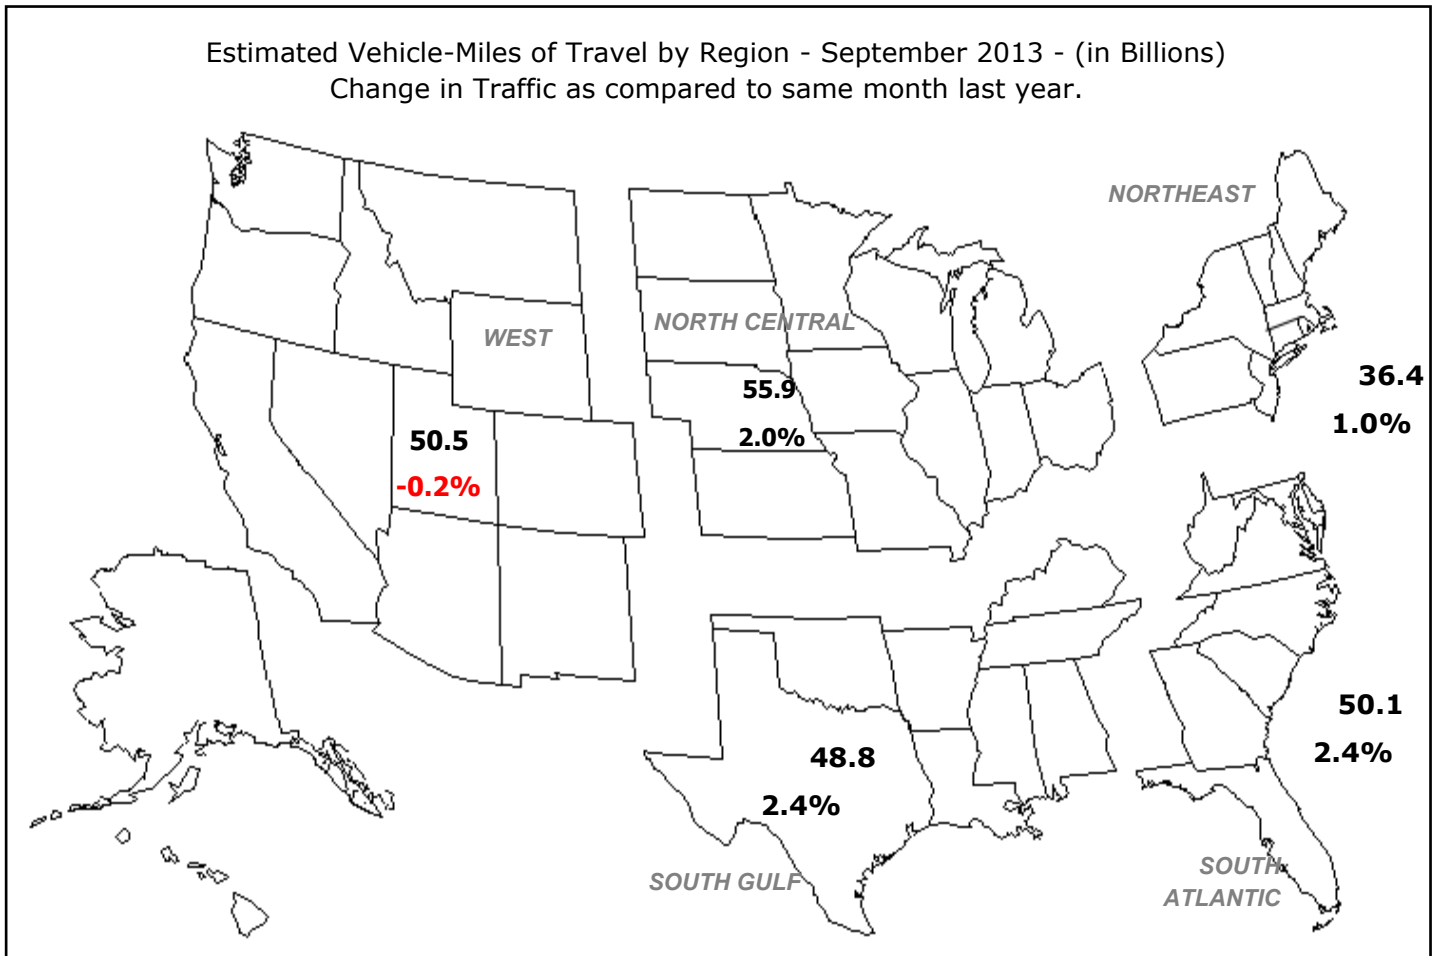 Estimated Vehicle-Miles of Travel by Region - September 2013 - (in Billions)
Change in Traffic as compared to same month last year.
NORTHEAST
WEST
NORTH CENTRAL
36.4
1.0%
55.9
2.0%
50.5
-0.2%
50.1
2.4%
48.8
2.4%
SOUTH GULF
SOUTH
ATLANTIC